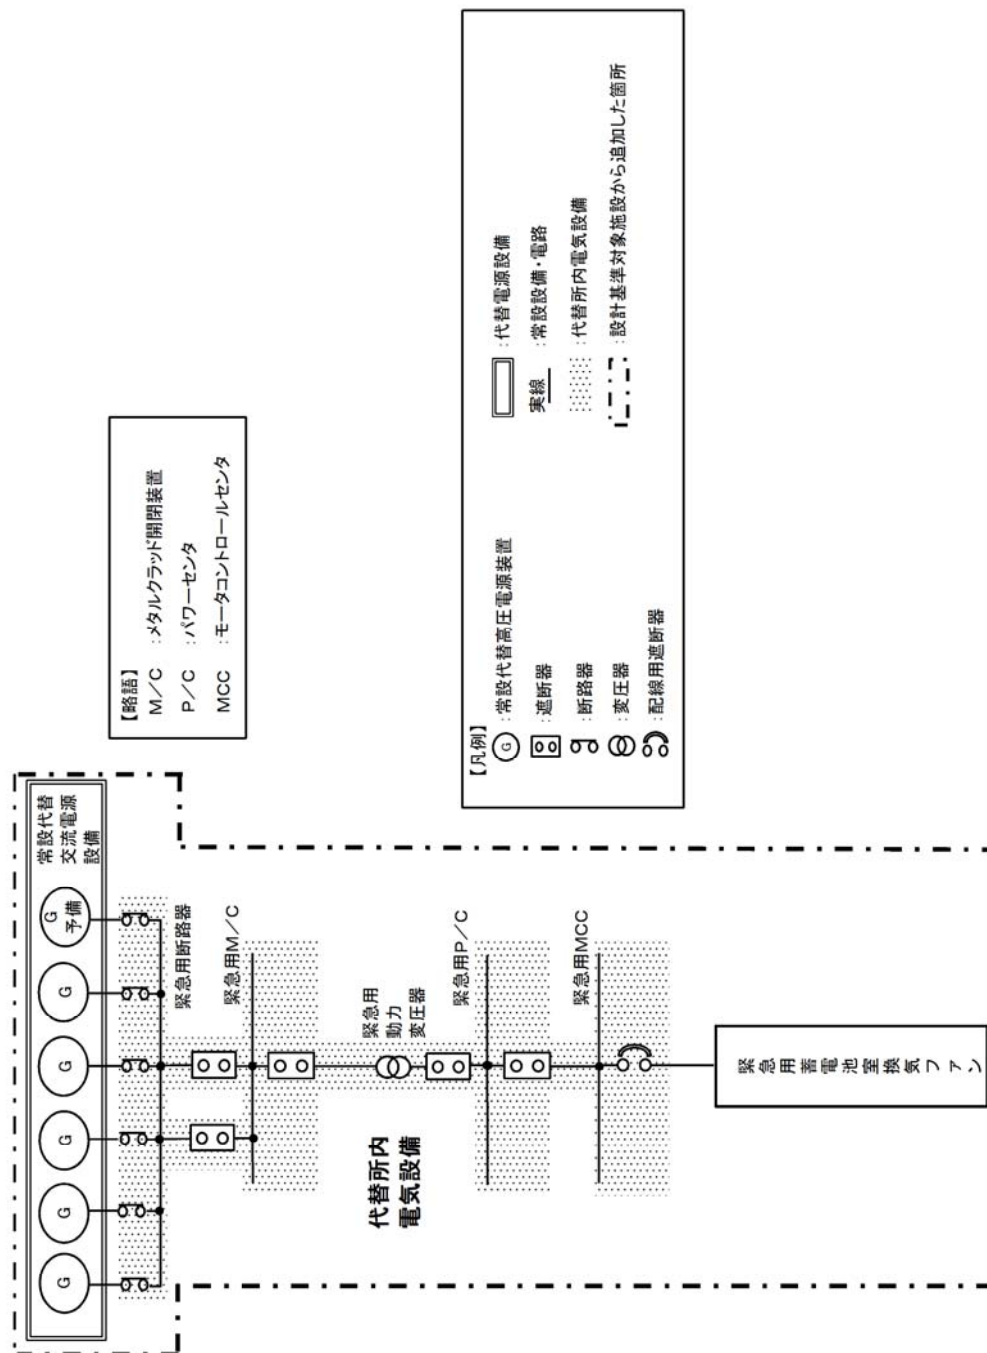 常設代替
交流電源
設備
G
G
G
G
G
G
予備
緊急用断路器
緊急用M/C
緊急用
動力
変圧器
緊急用P/C
緊急用MCC
代替所内
電気設備
緊急用蓄電池室換気ファン
【略語】
M/C :メタルクラッド開閉装置
P/C :パワーセンタ
MCC :モータコントロールセンタ
【凡例】
G :常設代替高圧電源装置
:遮断器
:断路器
:変圧器
:配線用遮断器
:代替電源設備
実線 :常設設備・電路
:代替所内電気設備
:設計基準対象施設から追加した箇所